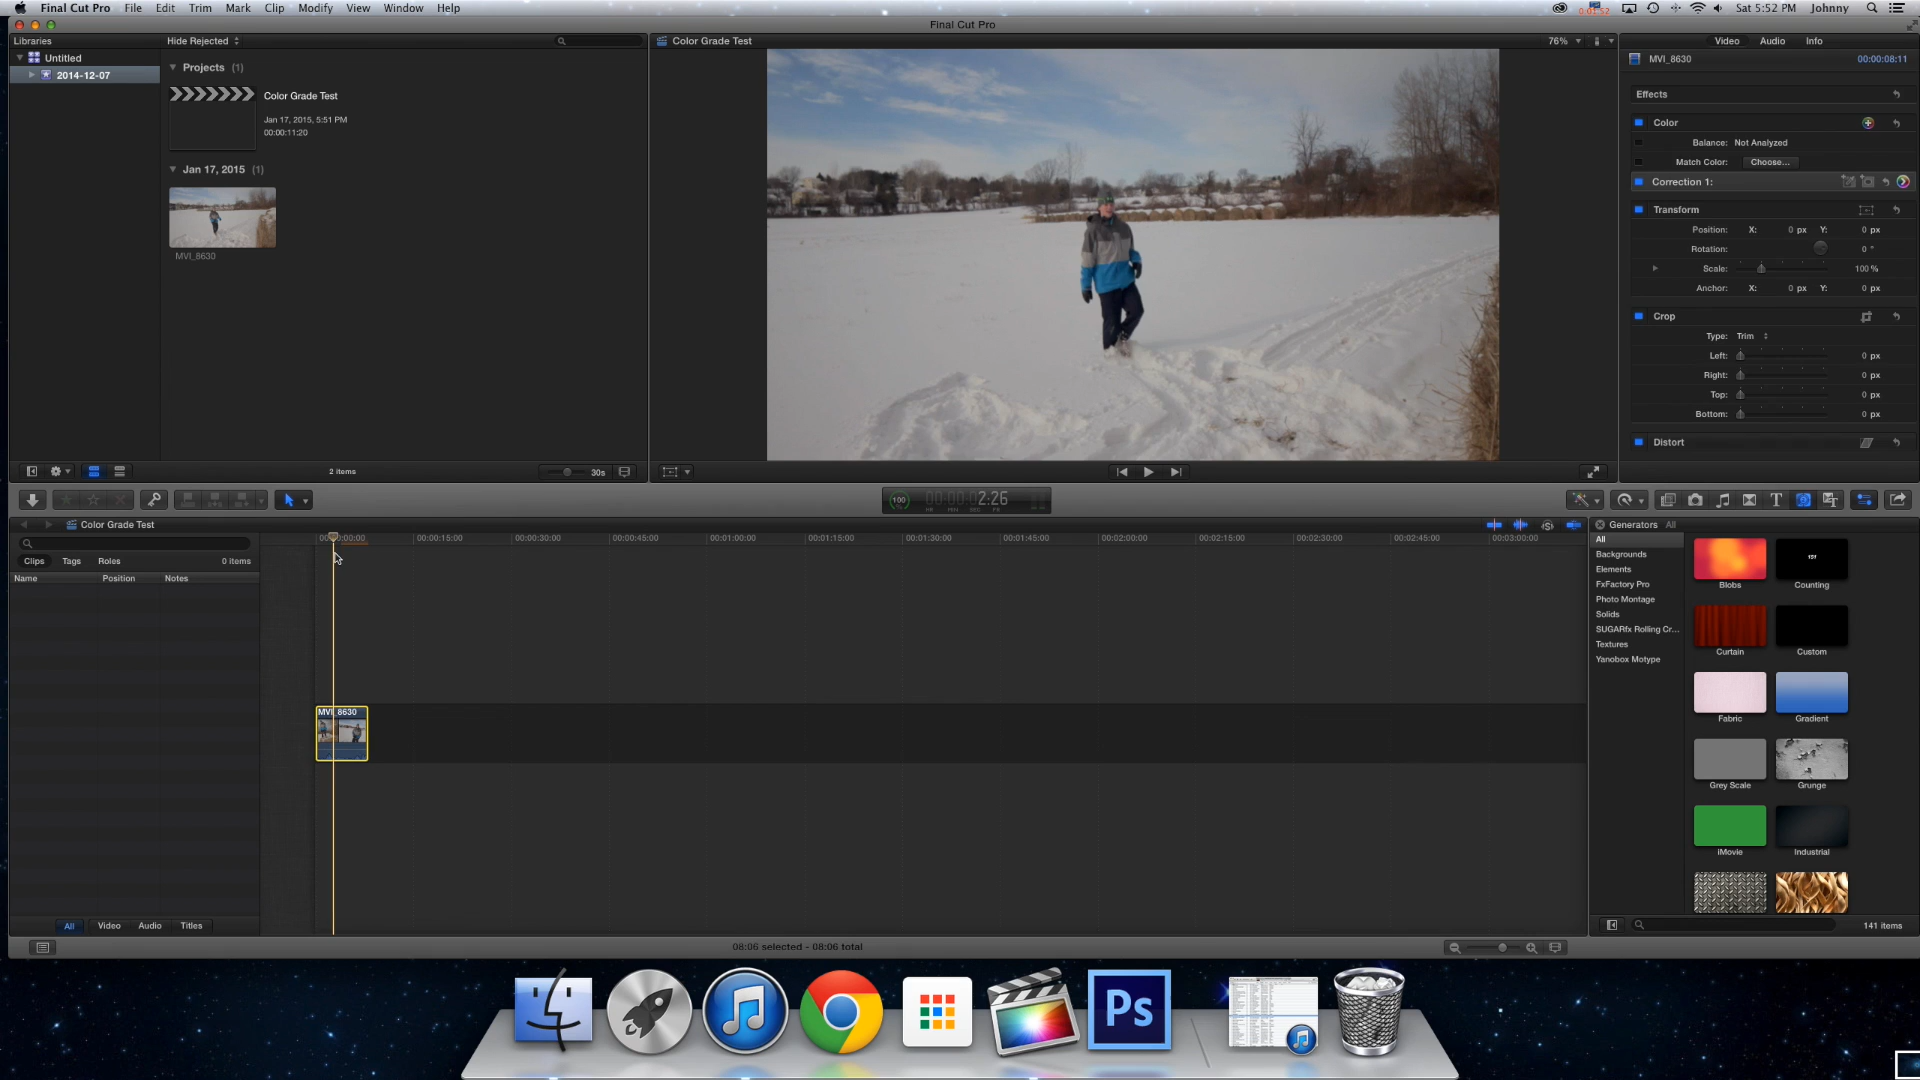 Final Cut Pro File Edit Trim Mark Clip Modify View Window Help
Sat 5:52 PM Johnny
Final Cut Pro
Libraries
Untitled
2014-12-07
Hide Rejected
Projects (1)
Color Grade Test
Jan 17, 2015, 5:51 PM
00:00:11:20
Jan 17, 2015 (1)
MVI_8630
2 items
30s
Color Grade Test
76%
Video Audio Info
MVI_8630 00:00:08:11
Effects
Color
Balance: Not Analyzed
Match Color: Choose...
Correction 1:
Transform
Position: X: 0 px Y: 0 px
Rotation: 0 °
Scale: 100 %
Anchor: X: 0 px Y: 0 px
Crop
Type: Trim
Left: 0 px
Right: 0 px
Top: 0 px
Bottom: 0 px
Distort
100 00:00:02:26
Color Grade Test
00:00:15:00 00:00:30:00 00:00:45:00 00:01:00:00 00:01:15:00 00:01:30:00 00:01:45:00 00:02:00:00 00:02:15:00 00:02:30:00 00:02:45:00 00:03:00:00
Clips Tags Roles 0 items
Name Position Notes
MVI_8630
All Video Audio Titles
08:06 selected - 08:06 total
Generators All
All
Backgrounds
Elements
FxFactory Pro
Photo Montage
Solids
SUGARfx Rolling Cr...
Textures
Yanobox Motype
Blobs
Counting
Curtain
Custom
Fabric
Gradient
Grey Scale
Grunge
iMovie
Industrial
141 items
Ps